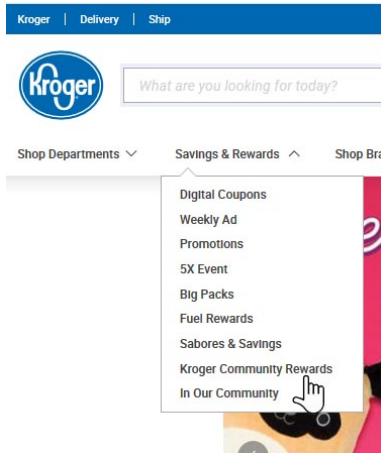 Kroger | Delivery | Ship
Kroger
What are you looking for today?
Shop Departments
Savings & Rewards
Shop Bra
Digital Coupons
Weekly Ad
Promotions
5X Event
Big Packs
Fuel Rewards
Sabores & Savings
Kroger Community Rewards
In Our Community